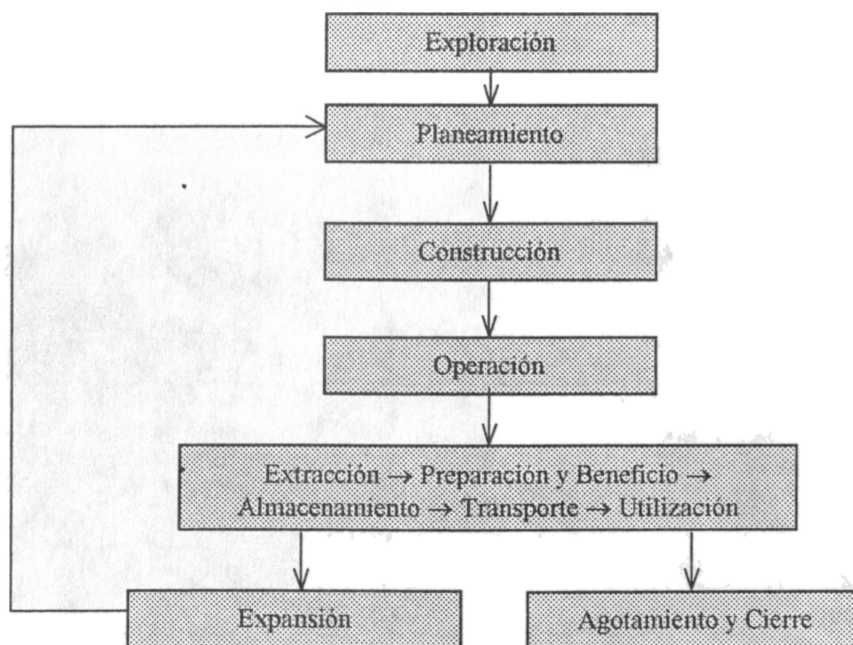 Exploración
Planeamiento
Construcción
Operación
Extracción → Preparación y Beneficio →
Almacenamiento → Transporte → Utilización
Expansión
Agotamiento y Cierre